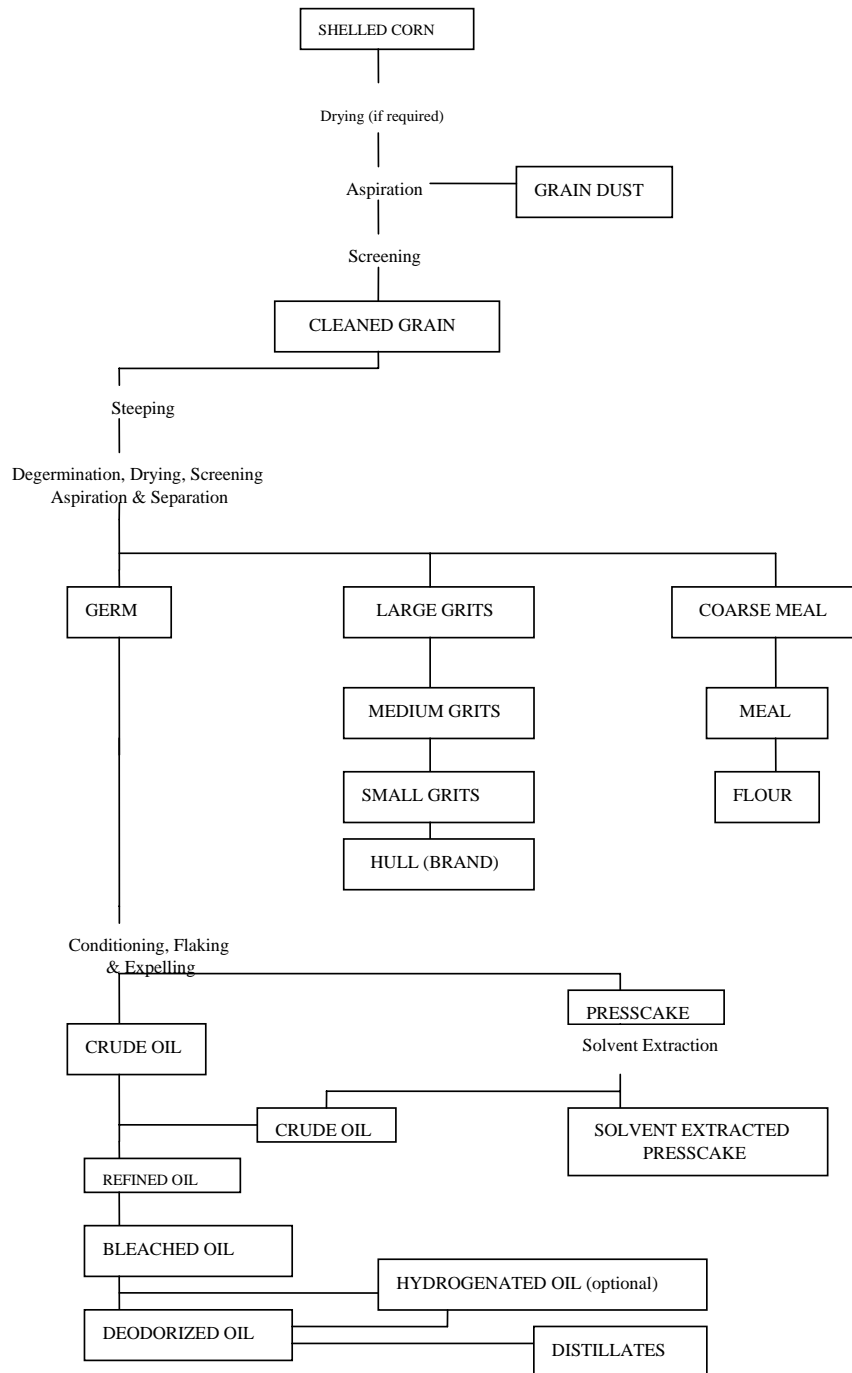 SHELLED CORN
Drying (if required)
Aspiration
GRAIN DUST
Screening
CLEANED GRAIN
Steeping
Degermination, Drying, Screening
Aspiration & Separation
GERM
LARGE GRITS
COARSE MEAL
MEDIUM GRITS
MEAL
SMALL GRITS
FLOUR
HULL (BRAND)
Conditioning, Flaking
& Expelling
PRESSCAKE
CRUDE OIL
Solvent Extraction
CRUDE OIL
SOLVENT EXTRACTED
PRESSCAKE
REFINED OIL
BLEACHED OIL
HYDROGENATED OIL (optional)
DEODORIZED OIL
DISTILLATES